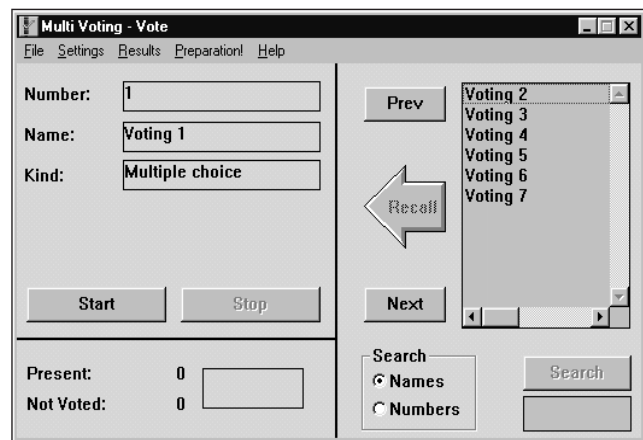 Multi Voting - Vote
File Settings Results Preparation! Help
Number: 1
Name: Voting 1
Kind: Multiple choice
Start
Stop
Present: 0
Not Voted: 0
Prev
Recall
Next
Voting 2
Voting 3
Voting 4
Voting 5
Voting 6
Voting 7
Search
Names
Numbers
Search